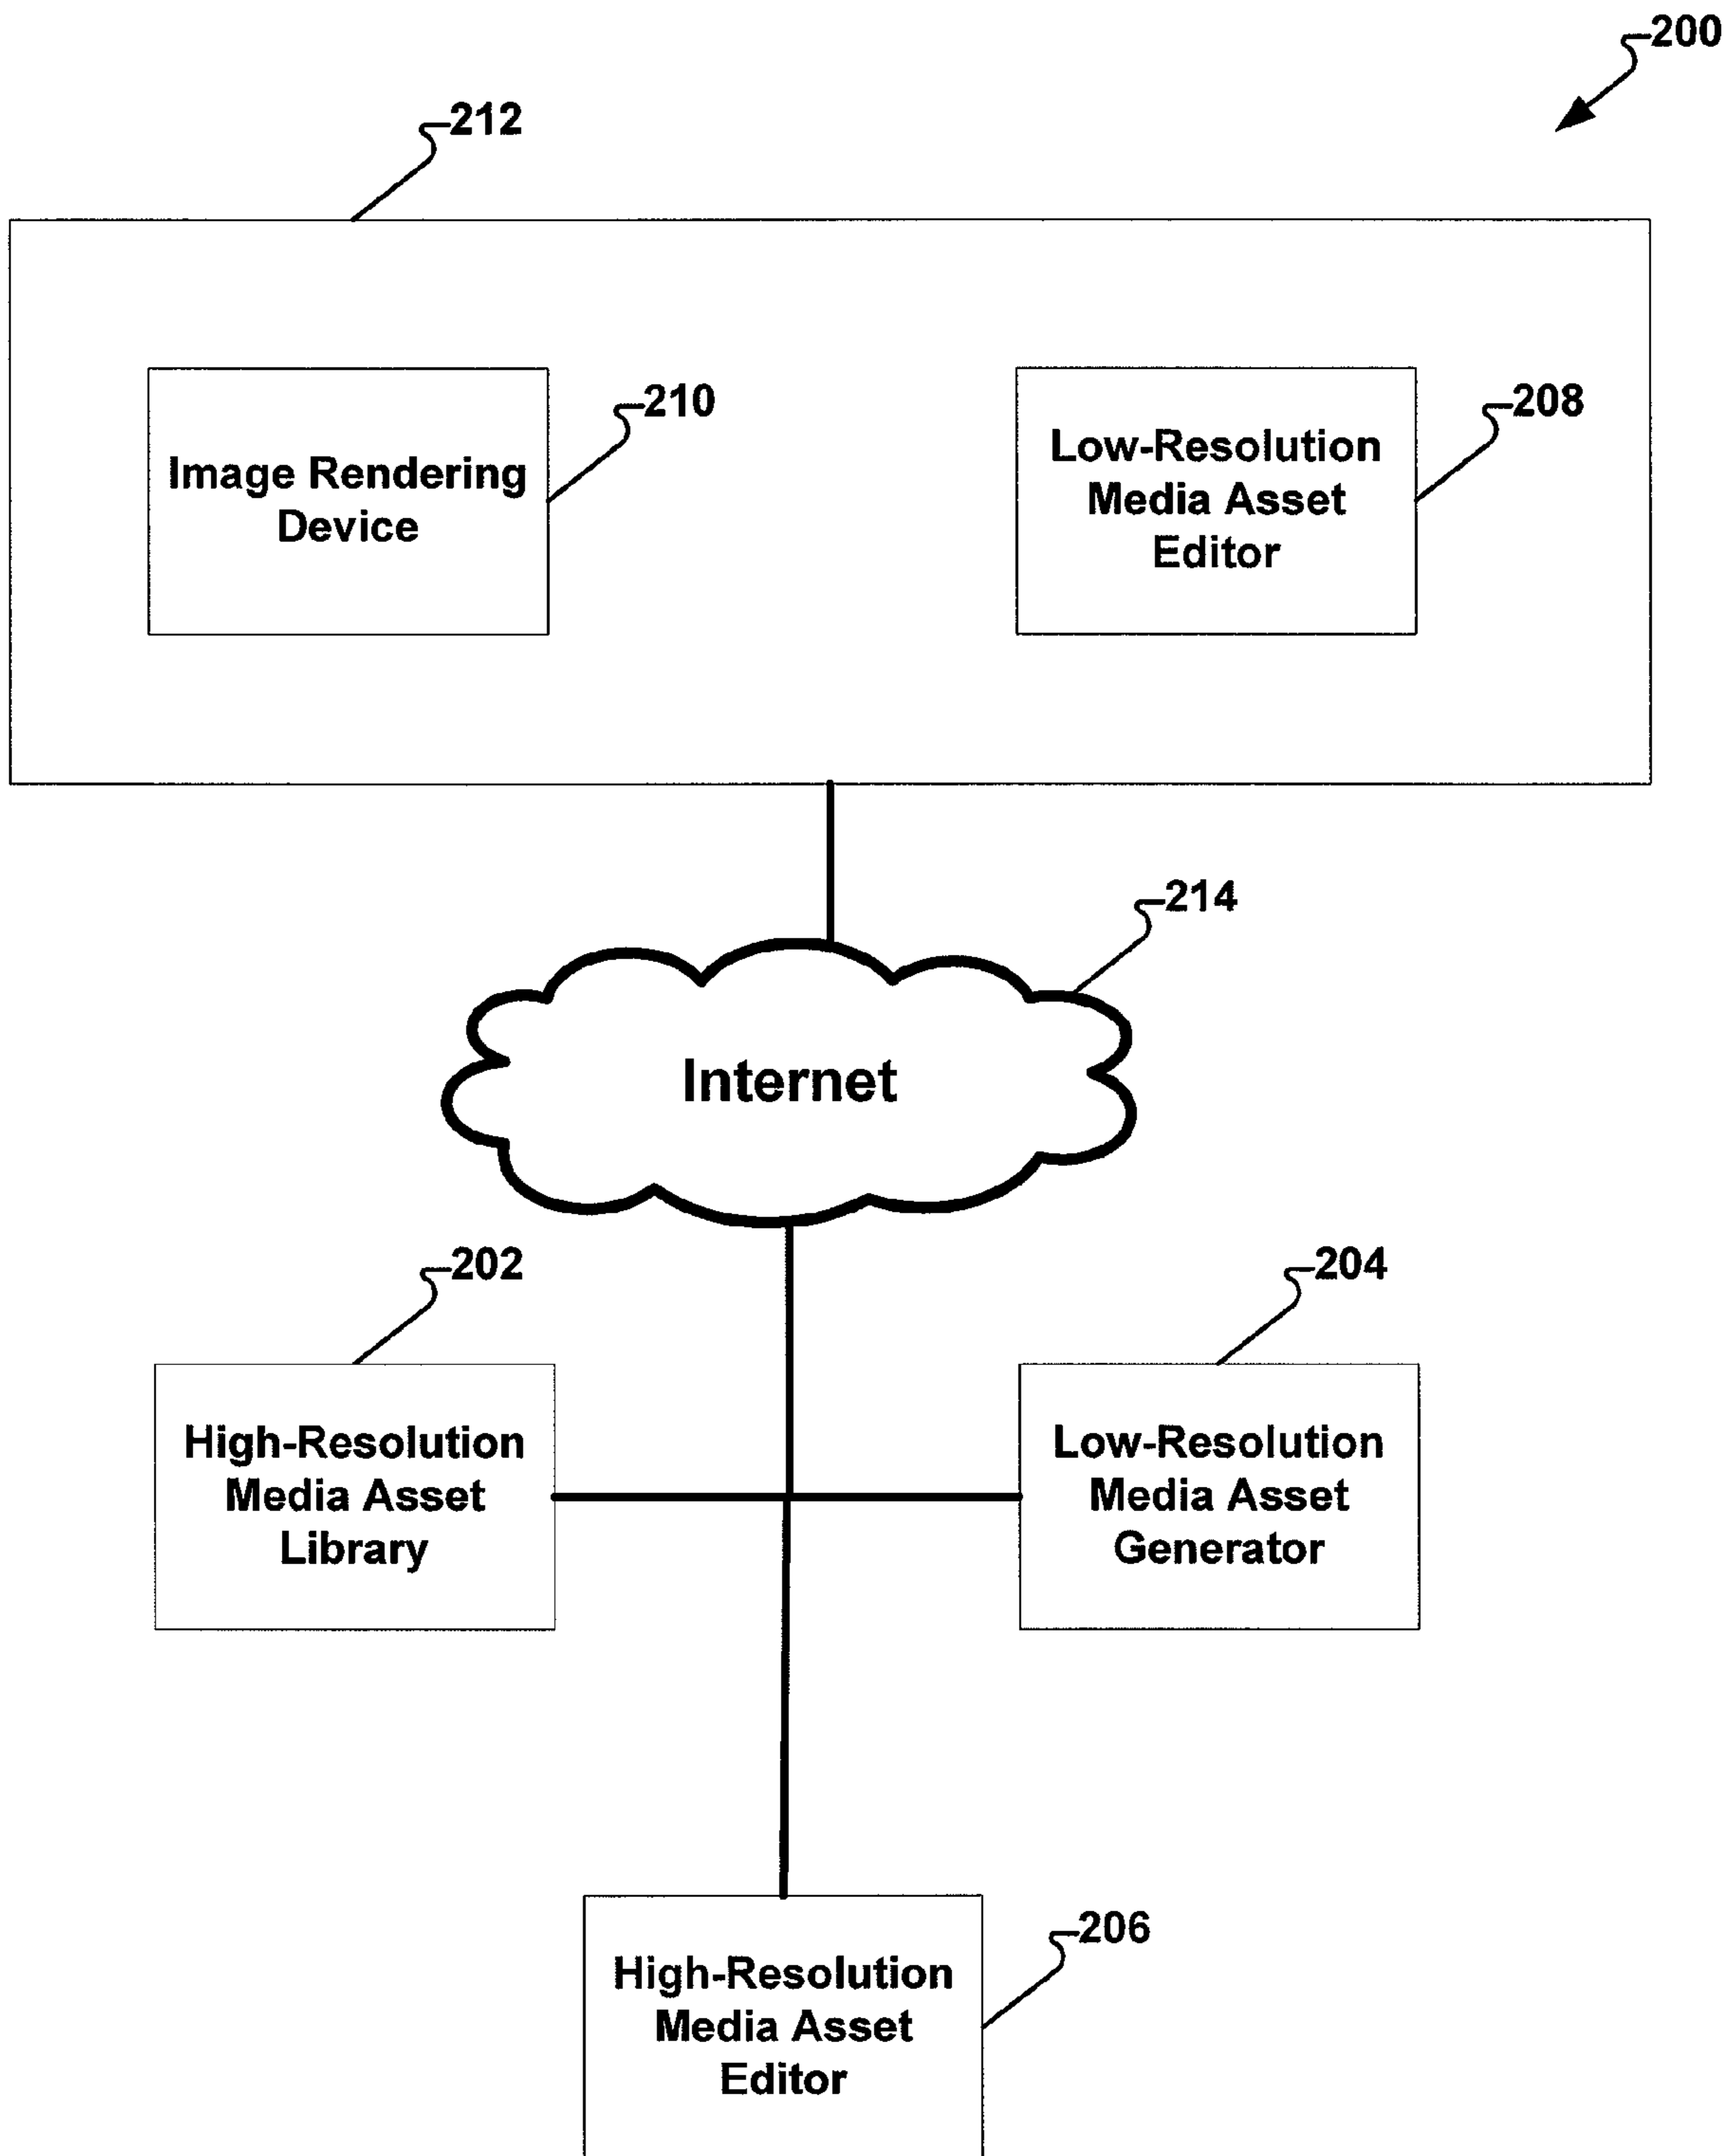 200
212
210
Image Rendering
Device
208
Low-Resolution
Media Asset
Editor
214
Internet
202
204
High-Resolution
Media Asset
Library
Low-Resolution
Media Asset
Generator
206
High-Resolution
Media Asset
Editor